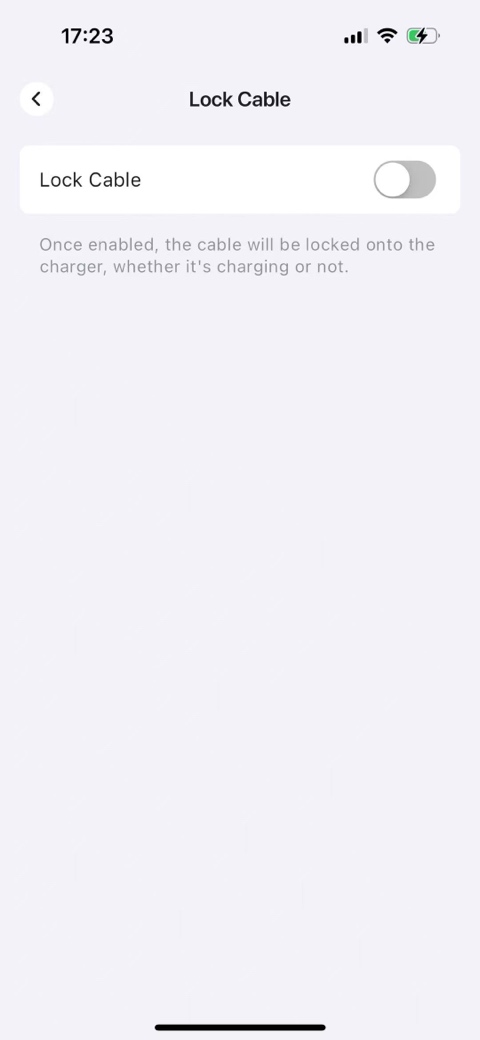 17:23
Lock Cable
Lock Cable
Once enabled, the cable will be locked onto the
charger, whether it's charging or not.